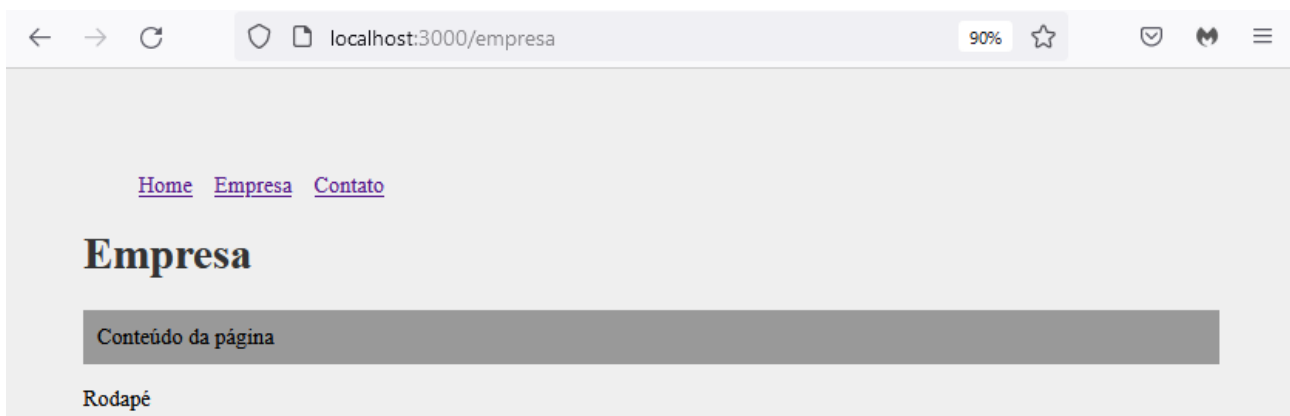 localhost:3000/empresa 90%
Home Empresa Contato
Empresa
Conteúdo da página
Rodapé